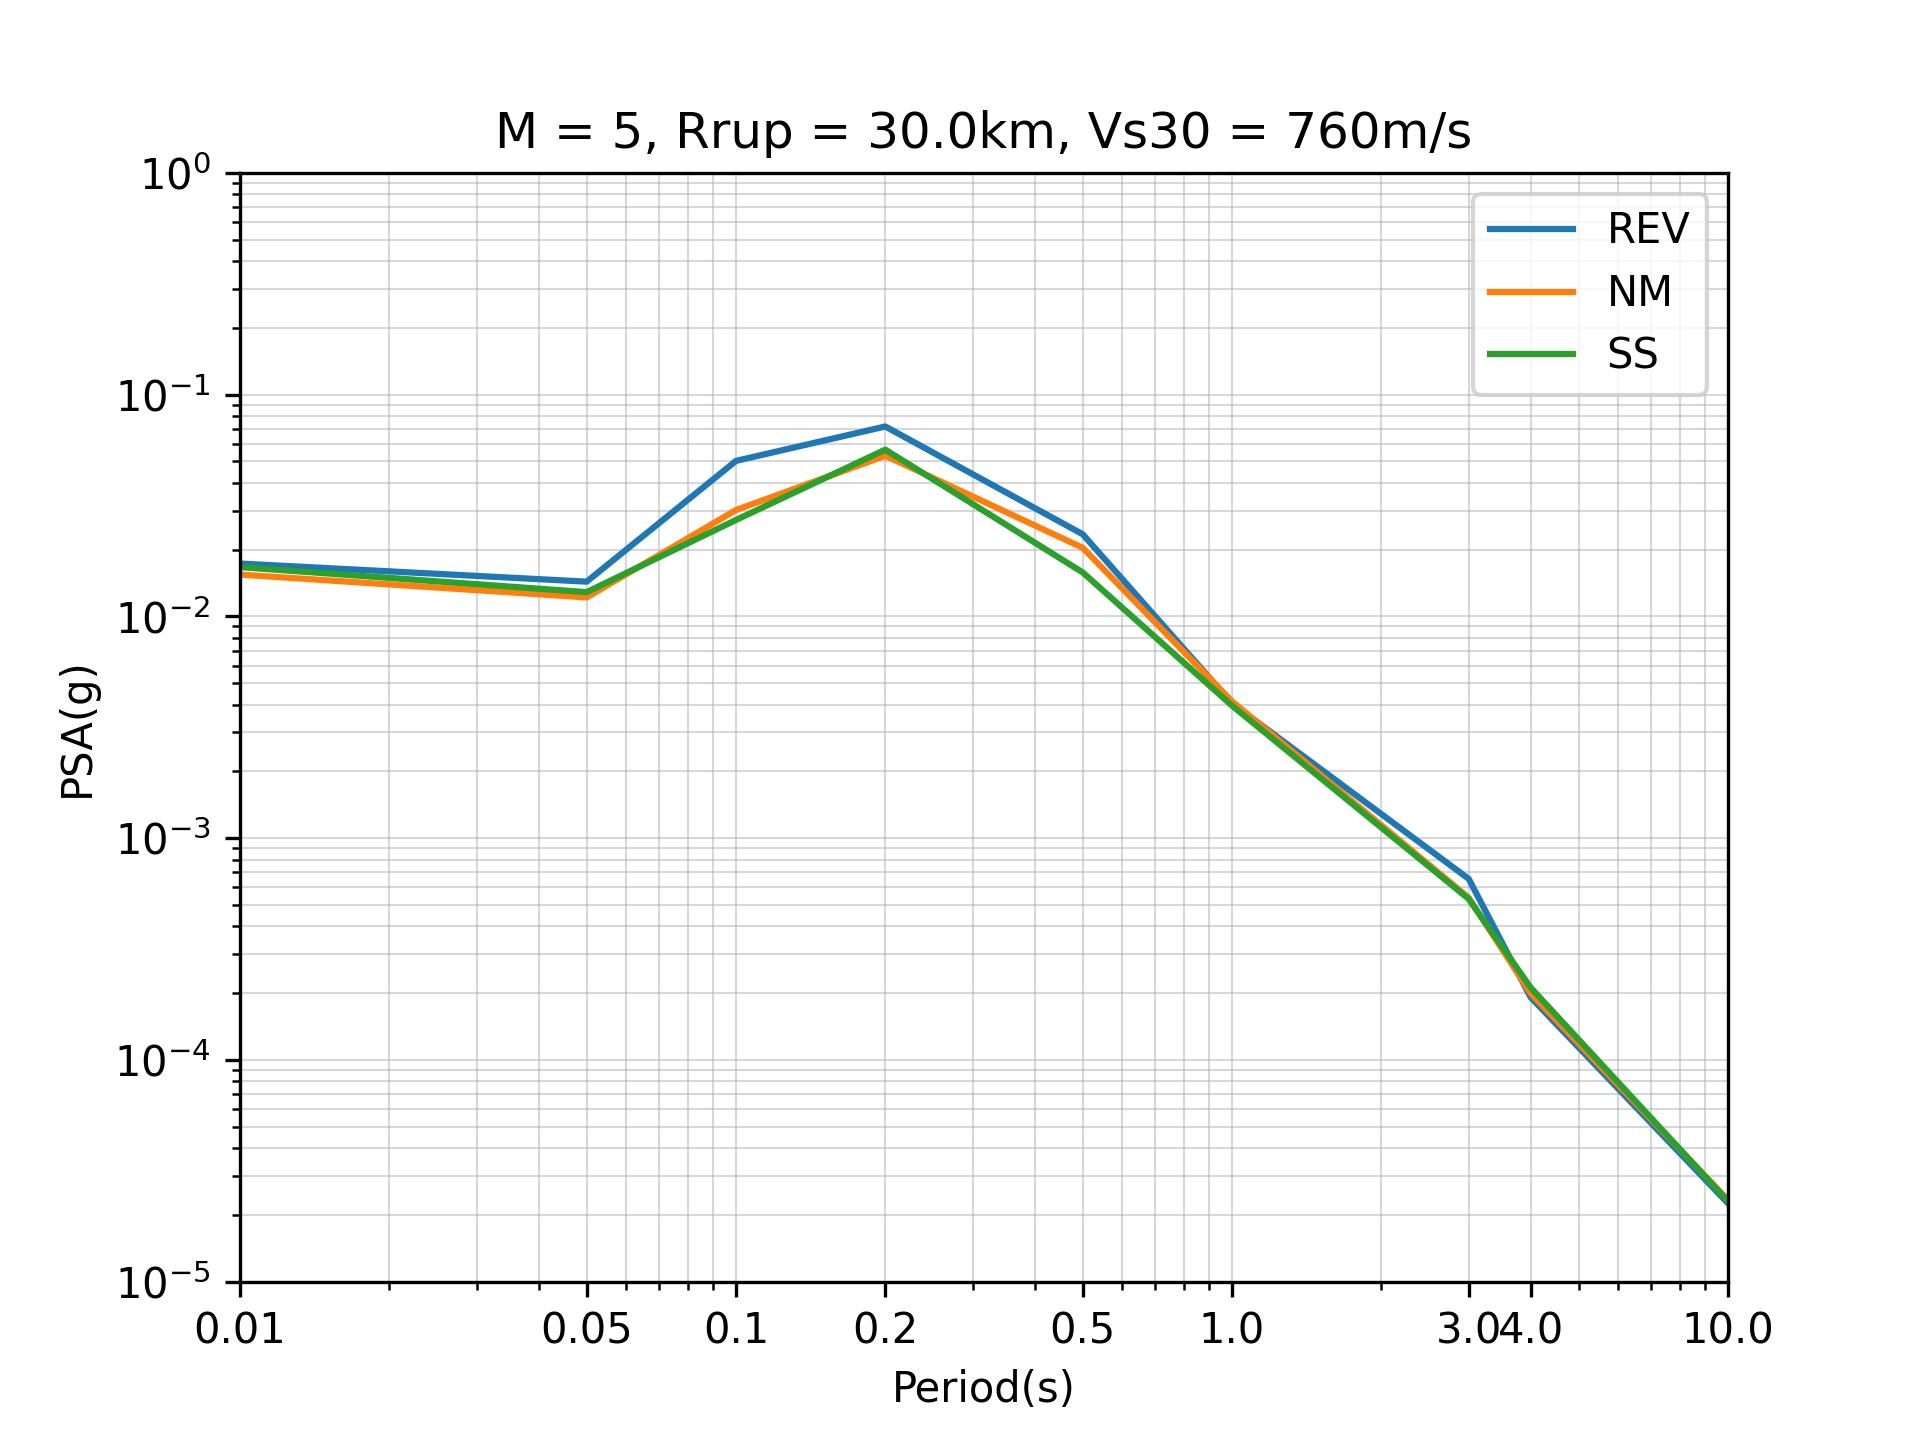 M = 5, Rrup = 30.0km, Vs30 = 760m/s
REV
NM
SS
PSA(g)
10⁰
10⁻¹
10⁻²
10⁻³
10⁻⁴
10⁻⁵
0.01 0.05 0.1 0.2 0.5 1.0 3.0 4.0 10.0
Period(s)